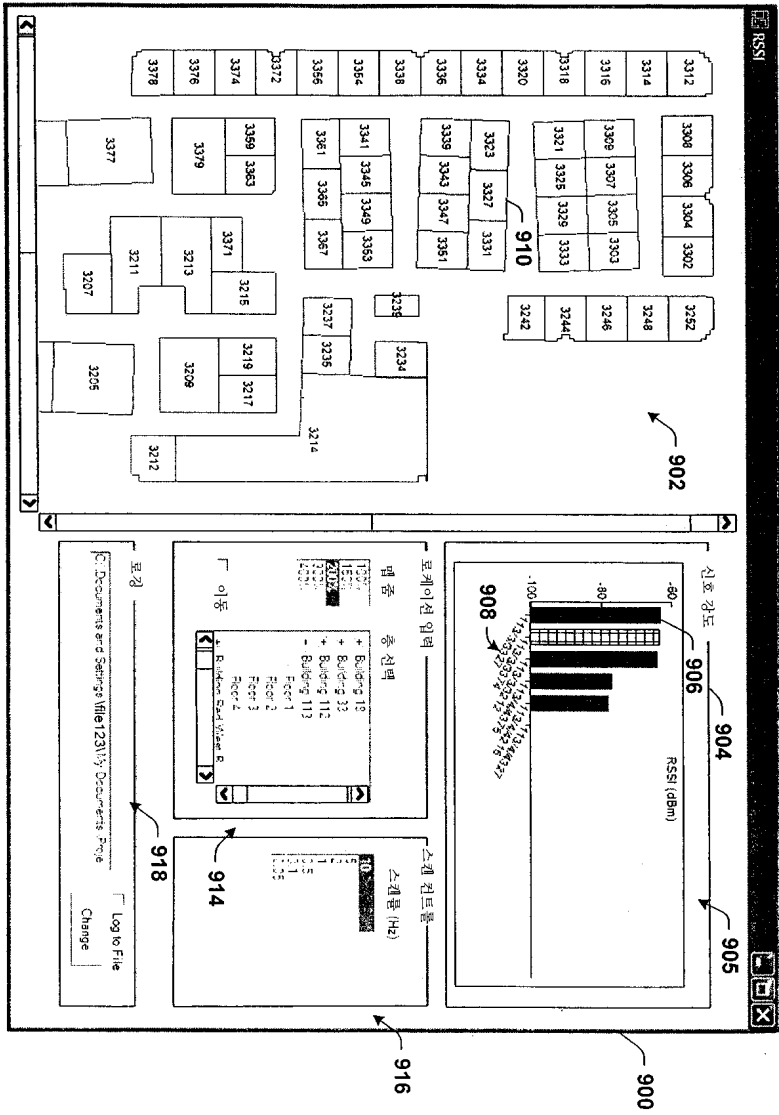 RSSI
900
3312 3308 3306 3304 3302 3252
3314 3248
902
3316 3309 3307 3305 3303 3246
3318 3321 3325 3329 3333 3244
3320 3242
910
3334 3323 3327 3331
3336 3339 3343 3347 3351
3338 3239 3234
3354 3341 3345 3349 3353
3356 3361 3365 3367 3237 3235 3214
3372
3374 3359 3363 3371 3215 3219 3217
3376 3379 3213 3209
3378 3211 3212
3377 3207 3205
신호 강도
904
905
RSSI (dBm)
-60
906
-80
-100
908
로케이션 입력
맵 줌
층 선택
200%
+ Building 18
+ Building 33
+ Building 112
- Building 113
Floor 1
Floor 2
Floor 3
Floor 4
이동
914
스캔 컨트롤
스캔률 (Hz)
916
로깅
918
Log to File
C:\Documents and Settings\file123\My Documents\Proje
Change